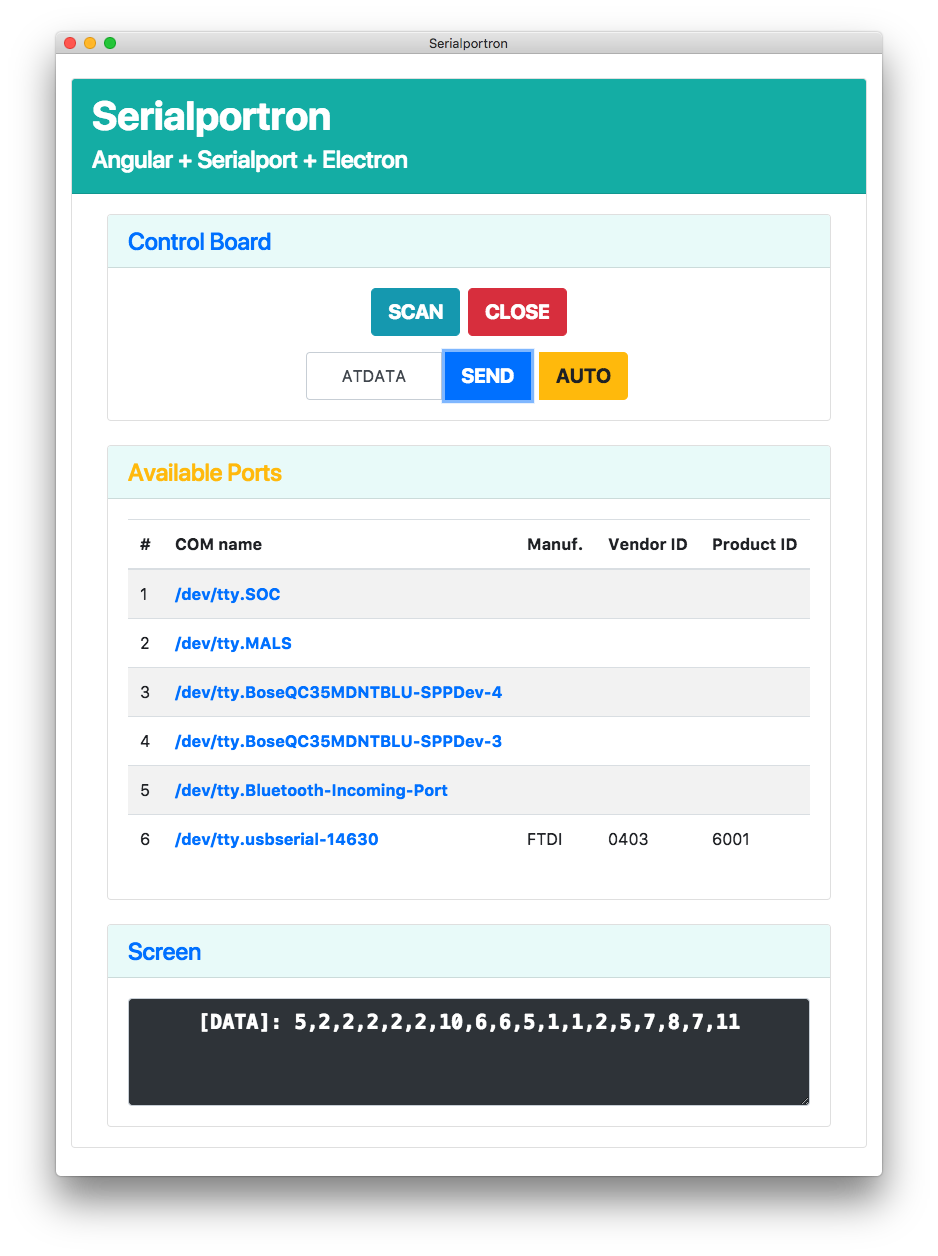 Serialportron
Serialportron
Angular + Serialport + Electron
Control Board
SCAN CLOSE
ATDATA SEND AUTO
Available Ports
# COM name Manuf. Vendor ID Product ID
1 /dev/tty.SOC
2 /dev/tty.MALS
3 /dev/tty.BoseQC35MDNTBLU-SPPDev-4
4 /dev/tty.BoseQC35MDNTBLU-SPPDev-3
5 /dev/tty.Bluetooth-Incoming-Port
6 /dev/tty.usbserial-14630 FTDI 0403 6001
Screen
[DATA]: 5,2,2,2,2,2,10,6,6,5,1,1,2,5,7,8,7,11